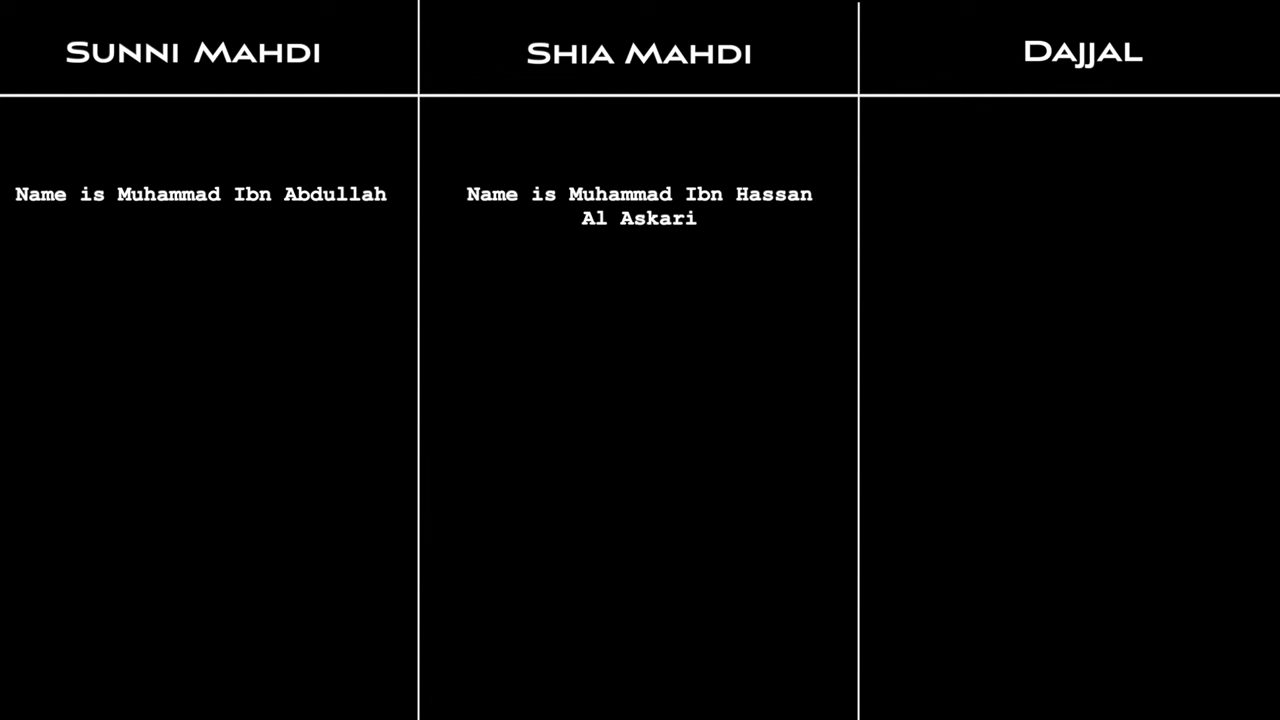 Sunni Mahdi
Shia Mahdi
Dajjal
Name is Muhammad Ibn Abdullah
Name is Muhammad Ibn Hassan
Al Askari